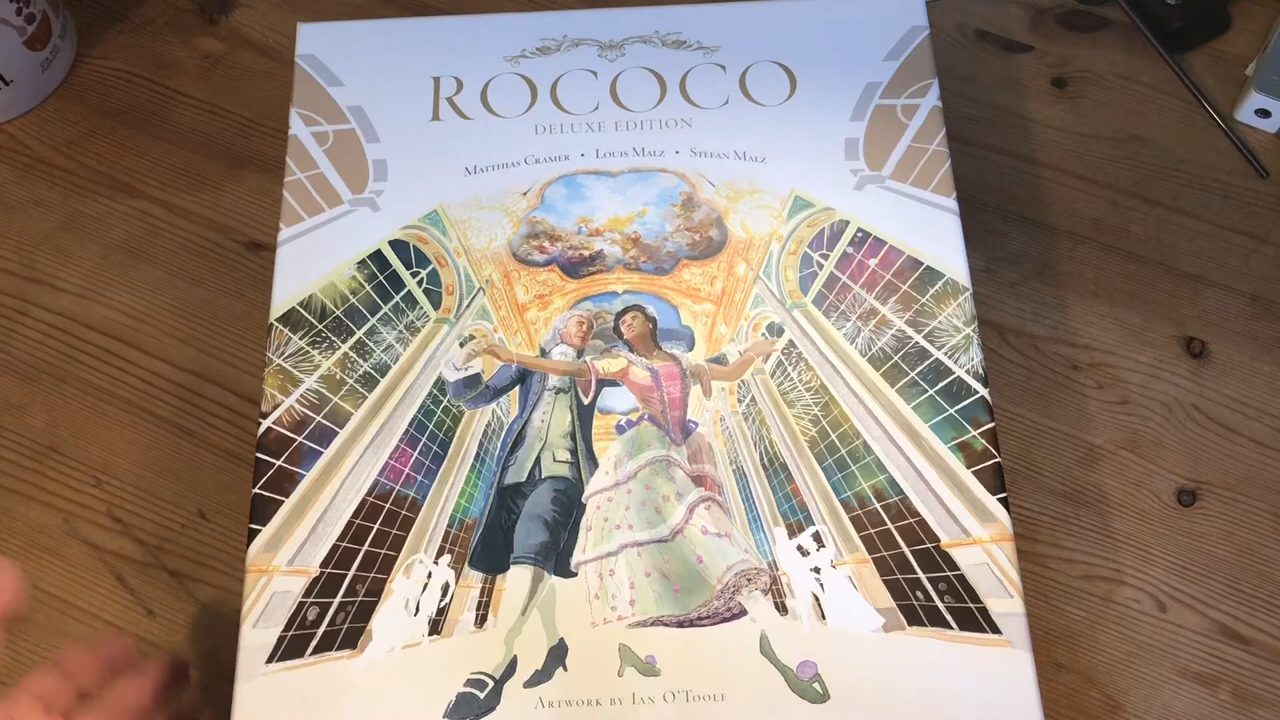 ROCOCO
DELUXE EDITION
MATTHIAS CRAMER • LOUIS MALZ • STEFAN MALZ
ARTWORK BY IAN O'TOOLE